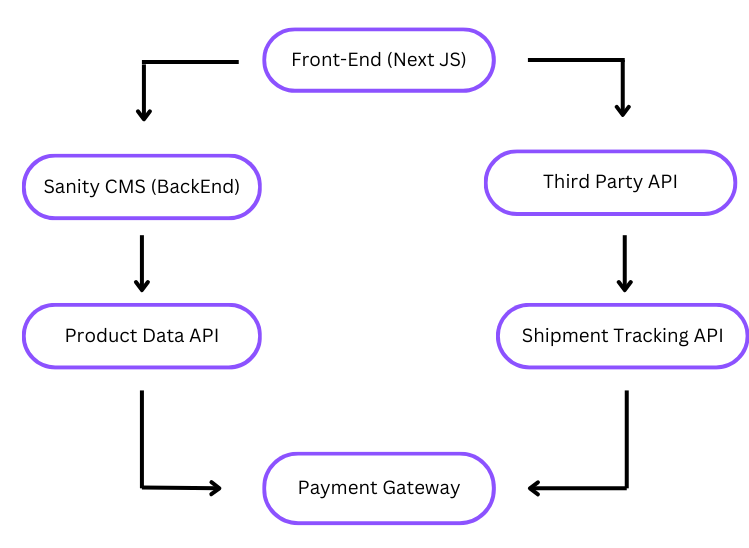 Front-End (Next JS)
Sanity CMS (BackEnd)
Third Party API
Product Data API
Shipment Tracking API
Payment Gateway